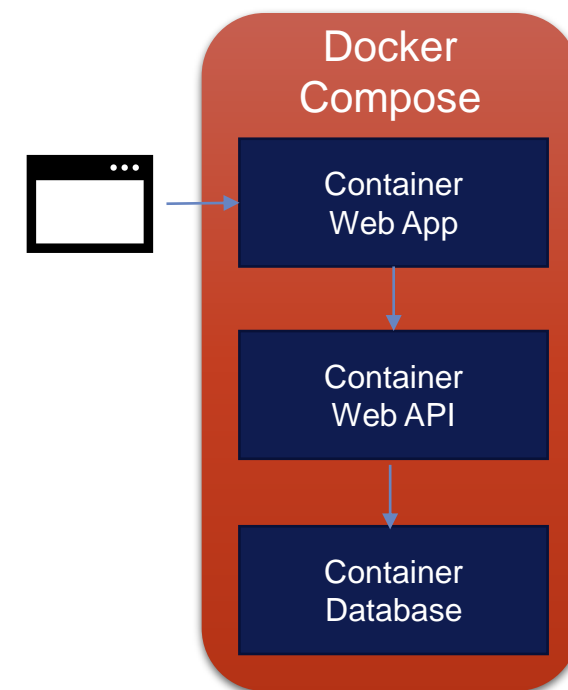 Docker
Compose
Container
Web App
Container
Web API
Container
Database